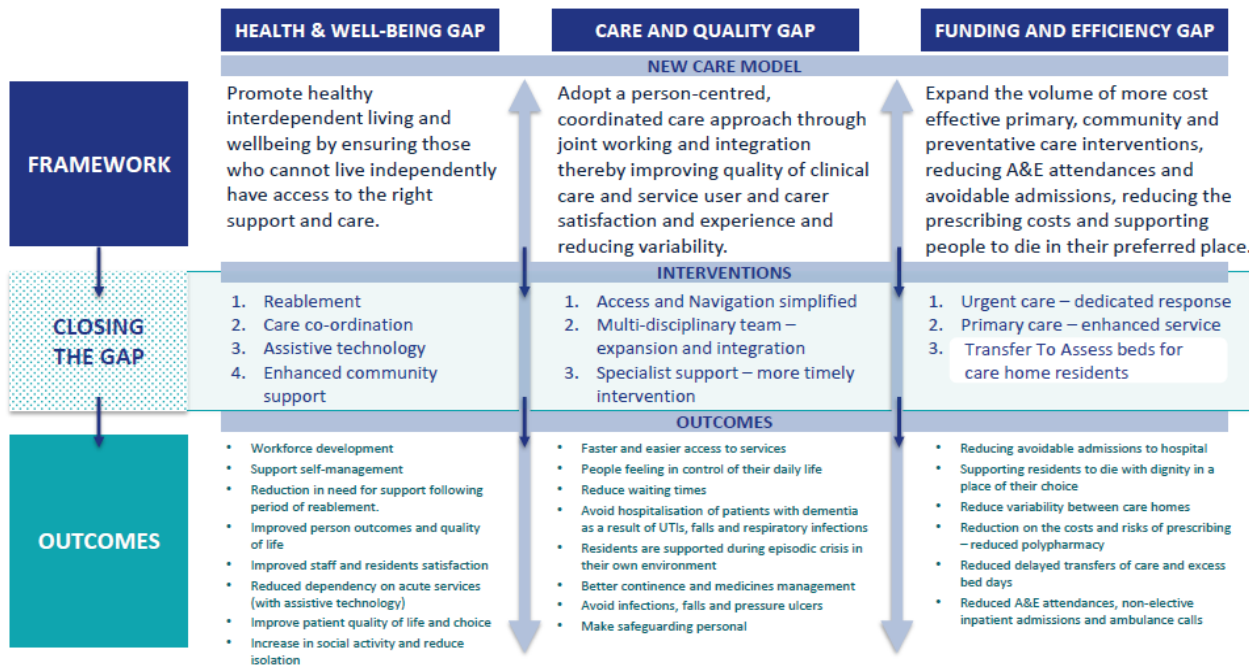 HEALTH & WELL-BEING GAP
CARE AND QUALITY GAP
FUNDING AND EFFICIENCY GAP
NEW CARE MODEL
FRAMEWORK
Promote healthy
interdependent living and
wellbeing by ensuring those
who cannot live independently
have access to the right
support and care.
Adopt a person-centred,
coordinated care approach through
joint working and integration
thereby improving quality of clinical
care and service user and carer
satisfaction and experience and
reducing variability.
Expand the volume of more cost
effective primary, community and
preventative care interventions,
reducing A&E attendances and
avoidable admissions, reducing the
prescribing costs and supporting
people to die in their preferred place.
INTERVENTIONS
CLOSING
THE GAP
1. Reablement
2. Care co-ordination
3. Assistive technology
4. Enhanced community
support
1. Access and Navigation simplified
2. Multi-disciplinary team –
expansion and integration
3. Specialist support – more timely
intervention
1. Urgent care – dedicated response
2. Primary care – enhanced service
3. Transfer To Assess beds for
care home residents
OUTCOMES
OUTCOMES
• Workforce development
• Support self-management
• Reduction in need for support following
period of reablement.
• Improved person outcomes and quality
of life
• Improved staff and residents satisfaction
• Reduced dependency on acute services
(with assistive technology)
• Improve patient quality of life and choice
• Increase in social activity and reduce
isolation
• Faster and easier access to services
• People feeling in control of their daily life
• Reduce waiting times
• Avoid hospitalisation of patients with dementia
as a result of UTIs, falls and respiratory infections
• Residents are supported during episodic crisis in
their own environment
• Better continence and medicines management
• Avoid infections, falls and pressure ulcers
• Make safeguarding personal
• Reducing avoidable admissions to hospital
• Supporting residents to die with dignity in a
place of their choice
• Reduce variability between care homes
• Reduction on the costs and risks of prescribing
– reduced polypharmacy
• Reduced delayed transfers of care and excess
bed days
• Reduced A&E attendances, non-elective
inpatient admissions and ambulance calls